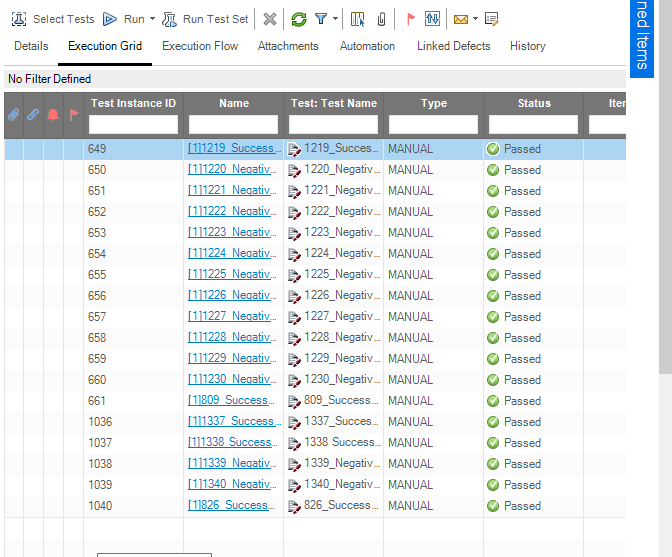 Select Tests Run Run Test Set
Details Execution Grid Execution Flow Attachments Automation Linked Defects History
No Filter Defined
Test Instance ID Name Test: Test Name Type Status Iter
649 [1]1219_Success... 1219_Succes... MANUAL Passed
650 [1]1220_Negativ... 1220_Negativ... MANUAL Passed
651 [1]1221_Negativ... 1221_Negativ... MANUAL Passed
652 [1]1222_Negativ... 1222_Negativ... MANUAL Passed
653 [1]1223_Negativ... 1223_Negativ... MANUAL Passed
654 [1]1224_Negativ... 1224_Negativ... MANUAL Passed
655 [1]1225_Negativ... 1225_Negativ... MANUAL Passed
656 [1]1226_Negativ... 1226_Negativ... MANUAL Passed
657 [1]1227_Negativ... 1227_Negativ... MANUAL Passed
658 [1]1228_Negativ... 1228_Negativ... MANUAL Passed
659 [1]1229_Negativ... 1229_Negativ... MANUAL Passed
660 [1]1230_Negativ... 1230_Negativ... MANUAL Passed
661 [1]809_Success... 809_Success... MANUAL Passed
1036 [1]1337_Success... 1337_Succes... MANUAL Passed
1037 [1]1338 Success... 1338 Success... MANUAL Passed
1038 [1]1339_Negativ... 1339_Negativ... MANUAL Passed
1039 [1]1340_Negativ... 1340_Negativ... MANUAL Passed
1040 [1]826_Success... 826_Success... MANUAL Passed
ned Items